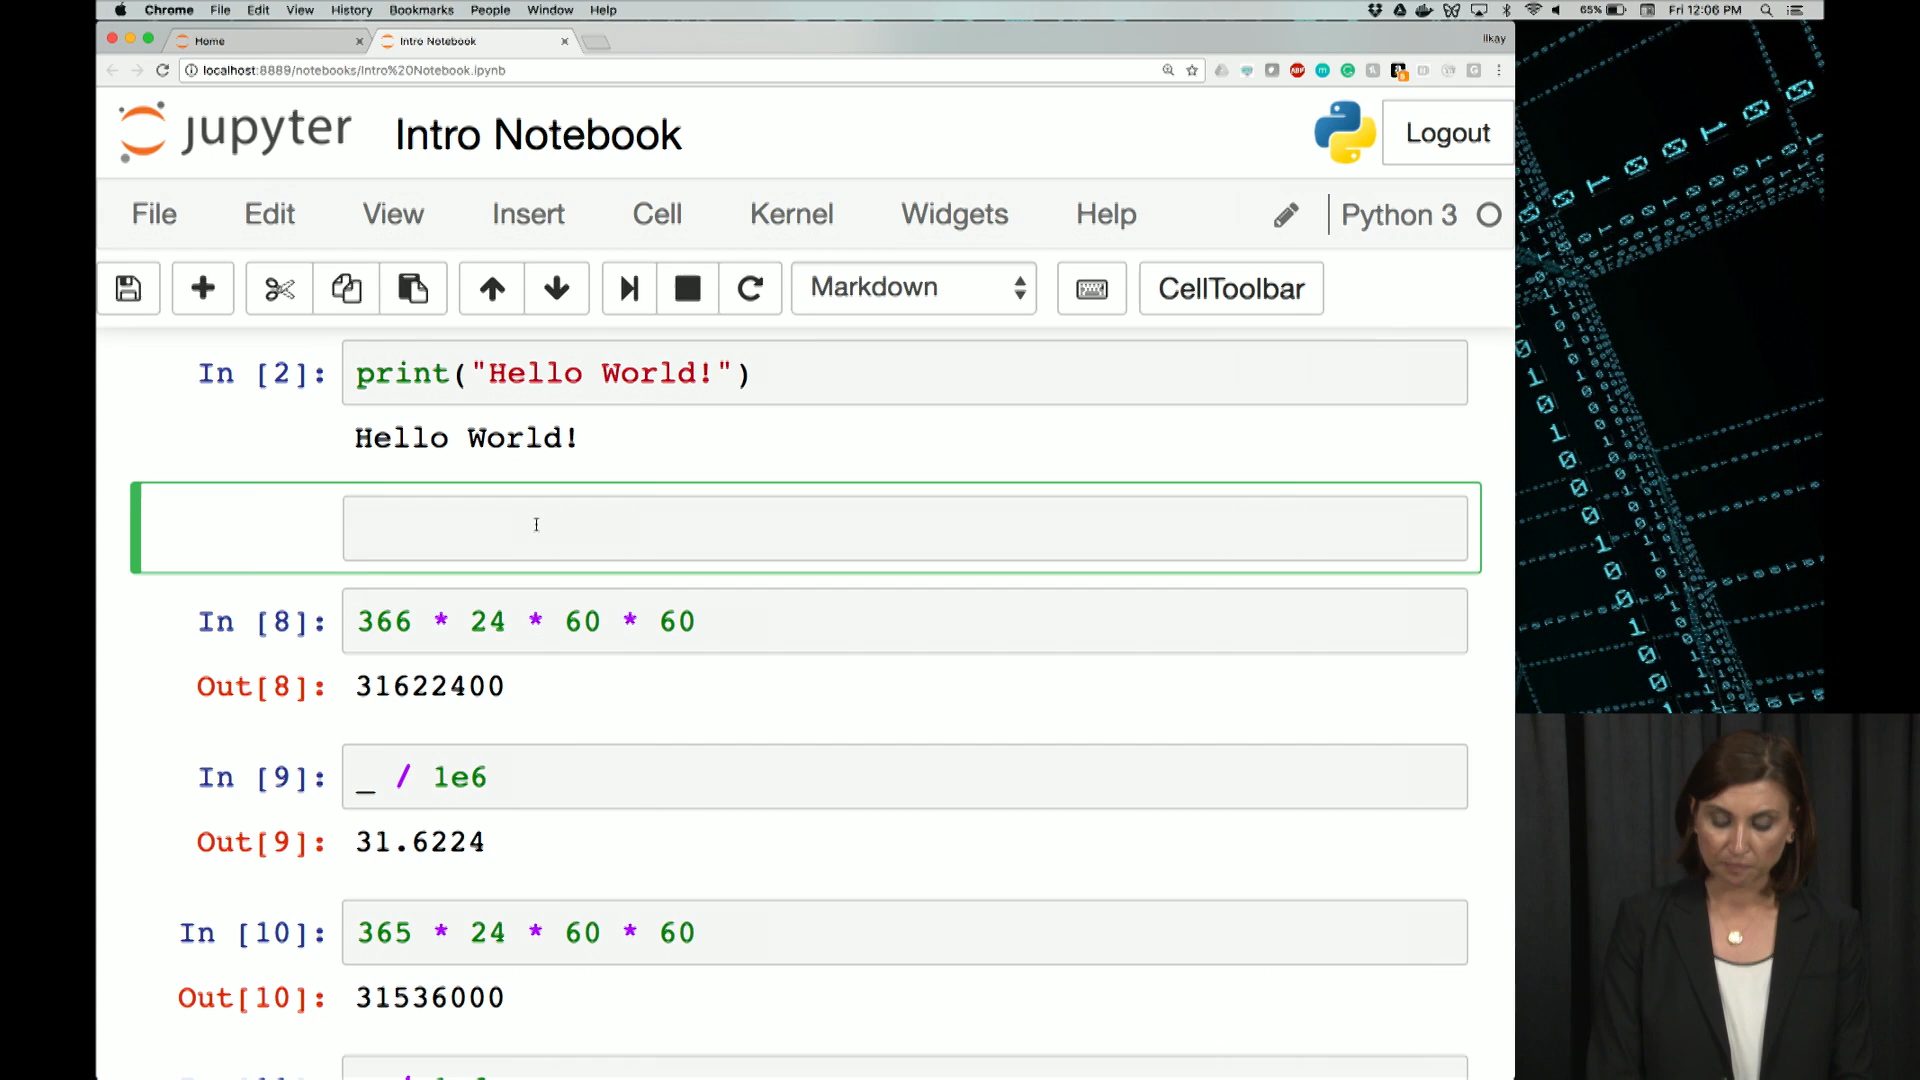 Chrome File Edit View History Bookmarks People Window Help 65% Fri 12:06 PM
Home Intro Notebook Ilkay
localhost:8889/notebooks/Intro%20Notebook.ipynb ABP
jupyter Intro Notebook Logout
File Edit View Insert Cell Kernel Widgets Help Python 3
Markdown CellToolbar
In [2]: print("Hello World!")
Hello World!
In [8]: 366 * 24 * 60 * 60
Out[8]: 31622400
In [9]: _ / 1e6
Out[9]: 31.6224
In [10]: 365 * 24 * 60 * 60
Out[10]: 31536000